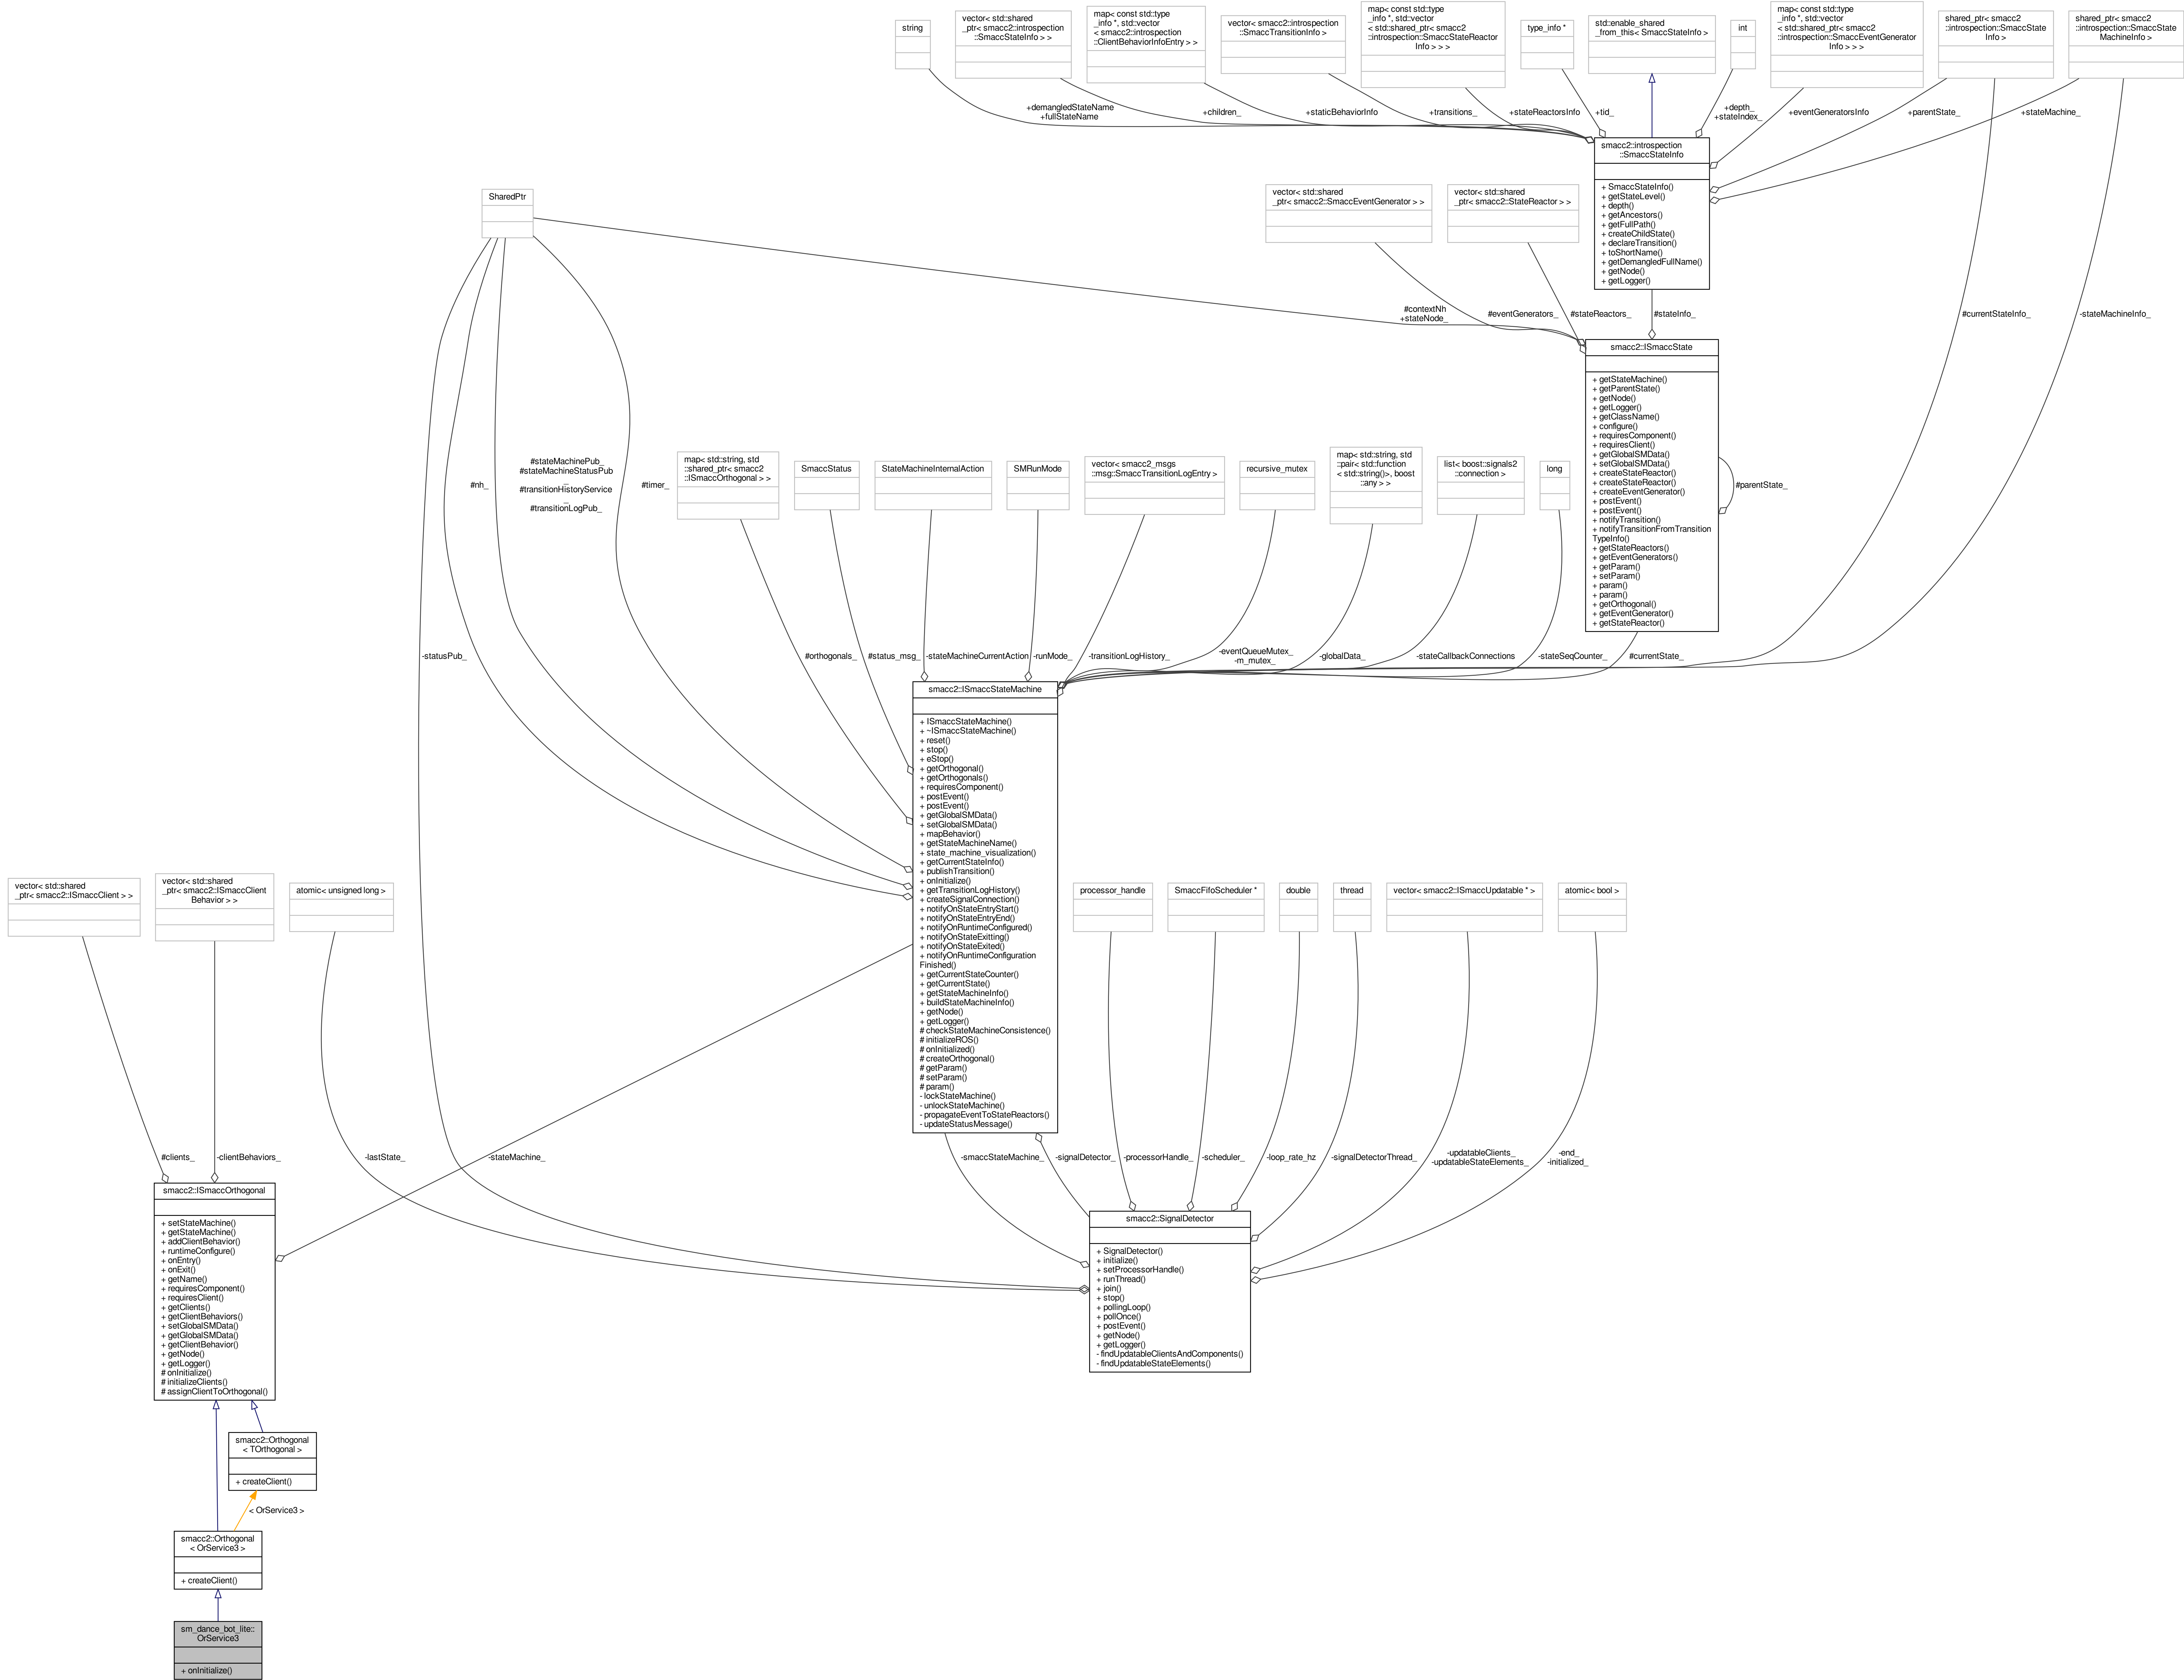 string
vector< std::shared
_ptr< smacc2::introspection
::SmaccStateInfo > >
map< const std::type
_info *, std::vector
< smacc2::introspection
::ClientBehaviorInfoEntry > >
vector< smacc2::introspection
::SmaccTransitionInfo >
map< const std::type
_info *, std::vector
< std::shared_ptr< smacc2
::introspection::SmaccStateReactor
Info > > >
type_info *
std::enable_shared
_from_this< SmaccStateInfo >
int
map< const std::type
_info *, std::vector
< std::shared_ptr< smacc2
::introspection::SmaccEventGenerator
Info > > >
shared_ptr< smacc2
::introspection::SmaccState
Info >
shared_ptr< smacc2
::introspection::SmaccState
MachineInfo >
+demangledStateName
+fullStateName
+children_
+staticBehaviorInfo
+transitions_
+stateReactorsInfo
+tid_
+depth_
+stateIndex_
+eventGeneratorsInfo
+parentState_
+stateMachine_
smacc2::introspection
::SmaccStateInfo
+ SmaccStateInfo()
+ getStateLevel()
+ depth()
+ getAncestors()
+ getFullPath()
+ createChildState()
+ declareTransition()
+ toShortName()
+ getDemangledFullName()
+ getNode()
+ getLogger()
SharedPtr
vector< std::shared
_ptr< smacc2::SmaccEventGenerator > >
vector< std::shared
_ptr< smacc2::StateReactor > >
#contextNh
+stateNode_
#eventGenerators_
#stateReactors_
#stateInfo_
#currentStateInfo_
-stateMachineInfo_
smacc2::ISmaccState
+ getStateMachine()
+ getParentState()
+ getNode()
+ getLogger()
+ getClassName()
+ configure()
+ requiresComponent()
+ requiresClient()
+ getGlobalSMData()
+ setGlobalSMData()
+ createStateReactor()
+ createStateReactor()
+ createEventGenerator()
+ postEvent()
+ postEvent()
+ notifyTransition()
+ notifyTransitionFromTransition
TypeInfo()
+ getStateReactors()
+ getEventGenerators()
+ getParam()
+ setParam()
+ param()
+ param()
+ getOrthogonal()
+ getEventGenerator()
+ getStateReactor()
#parentState_
#nh_
#stateMachinePub_
#stateMachineStatusPub
_
#transitionHistoryService
_
#transitionLogPub_
#timer_
map< std::string, std
::shared_ptr< smacc2
::ISmaccOrthogonal > >
SmaccStatus
StateMachineInternalAction
SMRunMode
vector< smacc2_msgs
::msg::SmaccTransitionLogEntry >
recursive_mutex
map< std::string, std
::pair< std::function
< std::string()>, boost
::any > >
list< boost::signals2
::connection >
long
-statusPub_
#orthogonals_
#status_msg_
-stateMachineCurrentAction
-runMode_
-transitionLogHistory_
-eventQueueMutex_
-m_mutex_
-globalData_
-stateCallbackConnections
-stateSeqCounter_
#currentState_
smacc2::ISmaccStateMachine
+ ISmaccStateMachine()
+ ~ISmaccStateMachine()
+ reset()
+ stop()
+ eStop()
+ getOrthogonal()
+ getOrthogonals()
+ requiresComponent()
+ postEvent()
+ postEvent()
+ getGlobalSMData()
+ setGlobalSMData()
+ mapBehavior()
+ getStateMachineName()
+ state_machine_visualization()
+ getCurrentStateInfo()
+ publishTransition()
+ onInitialize()
+ getTransitionLogHistory()
+ createSignalConnection()
+ notifyOnStateEntryStart()
+ notifyOnStateEntryEnd()
+ notifyOnRuntimeConfigured()
+ notifyOnStateExitting()
+ notifyOnStateExited()
+ notifyOnRuntimeConfiguration
Finished()
+ getCurrentStateCounter()
+ getCurrentState()
+ getStateMachineInfo()
+ buildStateMachineInfo()
+ getNode()
+ getLogger()
# checkStateMachineConsistence()
# initializeROS()
# onInitialized()
# createOrthogonal()
# getParam()
# setParam()
# param()
- lockStateMachine()
- unlockStateMachine()
- propagateEventToStateReactors()
- updateStatusMessage()
vector< std::shared
_ptr< smacc2::ISmaccClient > >
vector< std::shared
_ptr< smacc2::ISmaccClient
Behavior > >
atomic< unsigned long >
processor_handle
SmaccFifoScheduler *
double
thread
vector< smacc2::ISmaccUpdatable * >
atomic< bool >
#clients_
-clientBehaviors_
-lastState_
-stateMachine_
-smaccStateMachine_
-signalDetector_
-processorHandle_
-scheduler_
-loop_rate_hz
-signalDetectorThread_
-updatableClients_
-updatableStateElements_
-end_
-initialized_
smacc2::ISmaccOrthogonal
+ setStateMachine()
+ getStateMachine()
+ addClientBehavior()
+ runtimeConfigure()
+ onEntry()
+ onExit()
+ getName()
+ requiresComponent()
+ requiresClient()
+ getClients()
+ getClientBehaviors()
+ setGlobalSMData()
+ getGlobalSMData()
+ getClientBehavior()
+ getNode()
+ getLogger()
# onInitialize()
# initializeClients()
# assignClientToOrthogonal()
smacc2::SignalDetector
+ SignalDetector()
+ initialize()
+ setProcessorHandle()
+ runThread()
+ join()
+ stop()
+ pollingLoop()
+ pollOnce()
+ postEvent()
+ getNode()
+ getLogger()
- findUpdatableClientsAndComponents()
- findUpdatableStateElements()
smacc2::Orthogonal
< TOrthogonal >
+ createClient()
< OrService3 >
smacc2::Orthogonal
< OrService3 >
+ createClient()
sm_dance_bot_lite::
OrService3
+ onInitialize()